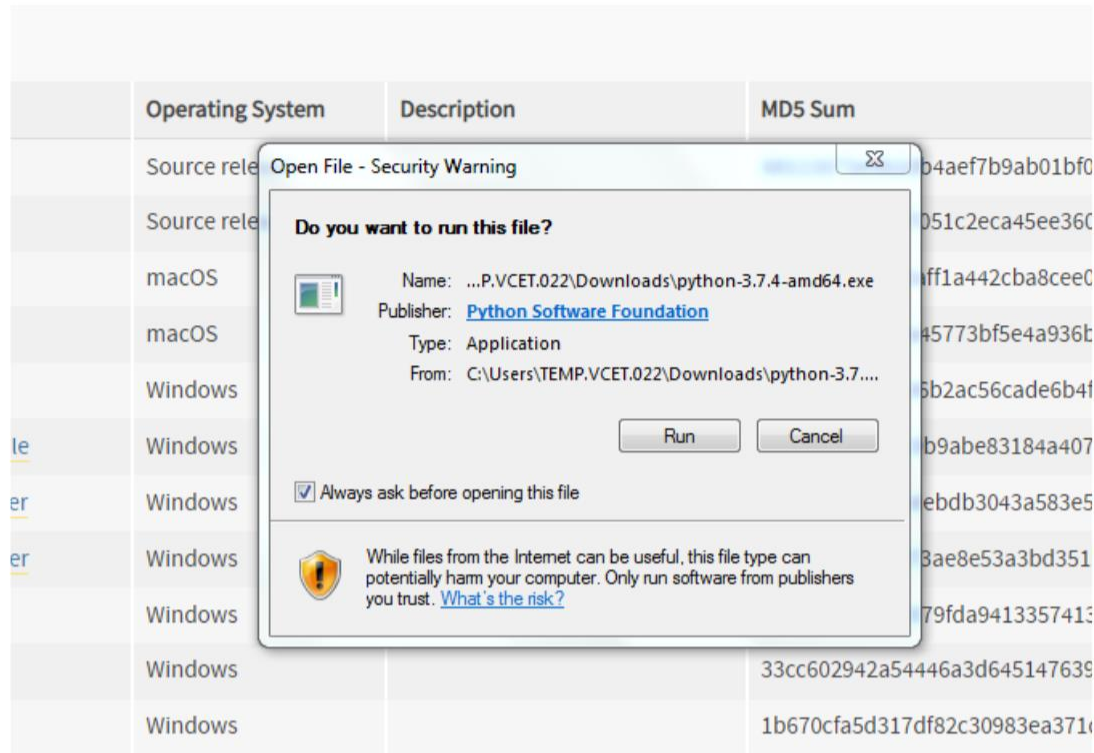 Operating System Description MD5 Sum
Open File - Security Warning
Do you want to run this file?
Name: ...P.VCET.022\Downloads\python-3.7.4-amd64.exe
Publisher: Python Software Foundation
Type: Application
From: C:\Users\TEMP.VCET.022\Downloads\python-3.7....
Run Cancel
Always ask before opening this file
While files from the Internet can be useful, this file type can
potentially harm your computer. Only run software from publishers
you trust. What's the risk?
Source rele b4aef7b9ab01bf0
Source rele 051c2eca45ee360
macOS aff1a442cba8cee0
macOS 45773bf5e4a936b
Windows 6b2ac56cade6b4f
le Windows b9abe83184a407
er Windows ebdb3043a583e5
er Windows 3ae8e53a3bd351
Windows 79fda9413357413
Windows 33cc602942a54446a3d645147639
Windows 1b670cfa5d317df82c30983ea371